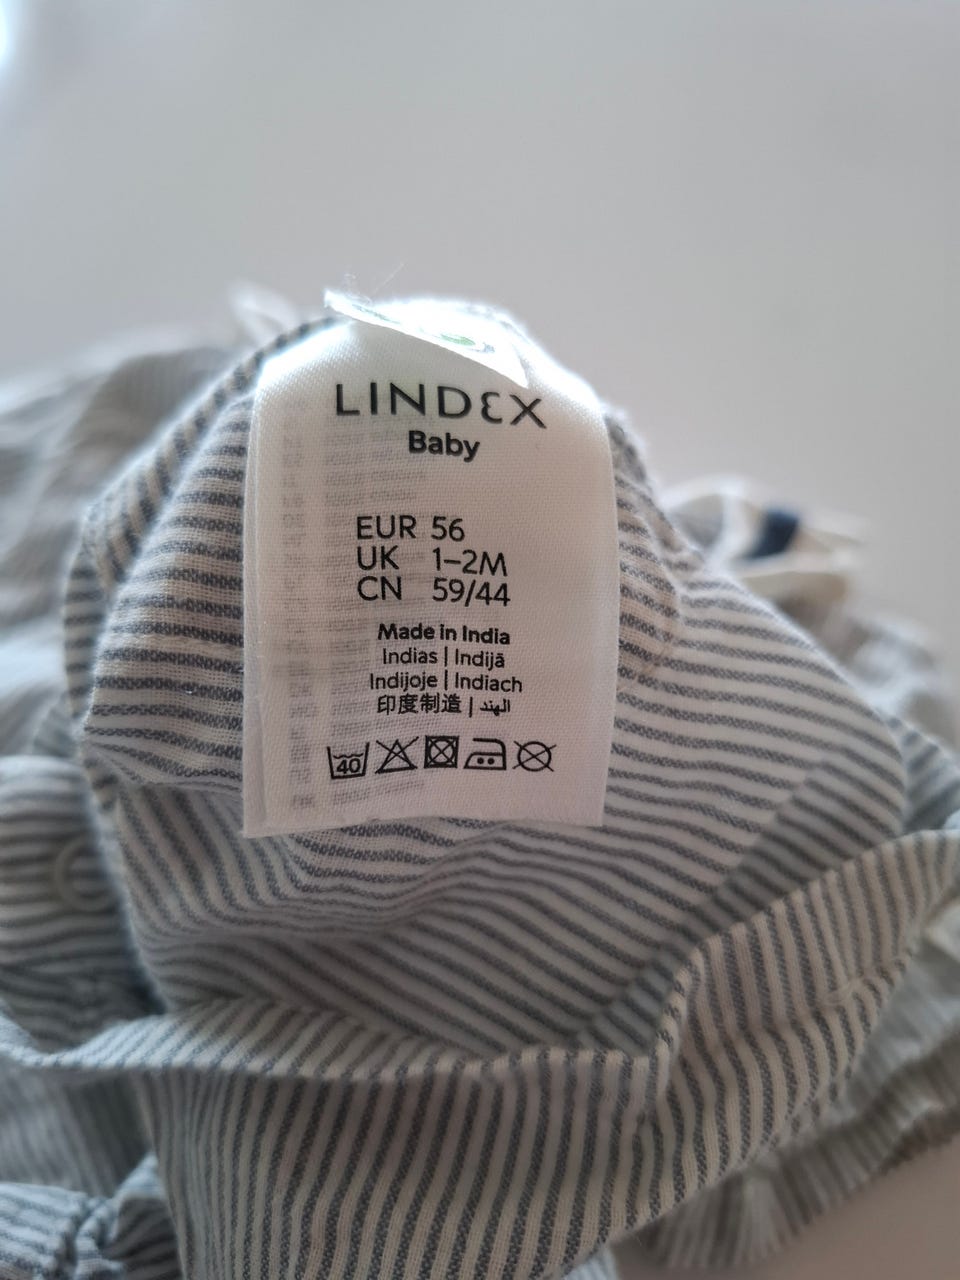 LINDEX
Baby
EUR 56
UK 1–2M
CN 59/44
Made in India
Indias | Indijā
Indijoje | Indiach
印度制造 | الهند
40